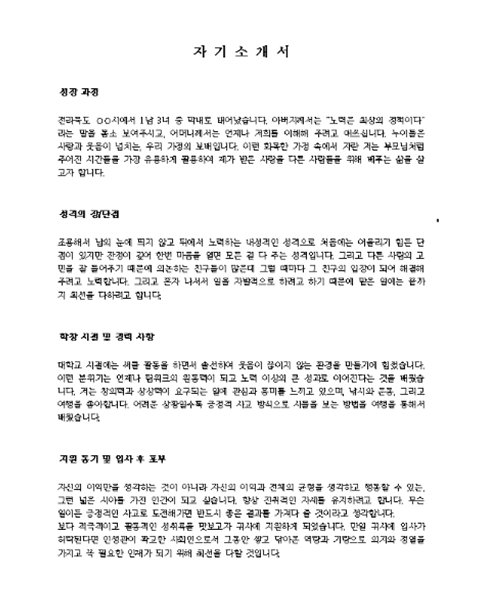 자 기 소 개 서
성장 과정
전라북도 ○○시에서 1남 3녀 중 막내로 태어났습니다. 아버지께서는 "노력은 최상의 정책이다"
라는 말을 몸소 보여주시고, 어머니께서는 언제나 저희를 이해해 주려고 애쓰십니다. 누이들은
사랑과 웃음이 넘치는, 우리 가정의 보배입니다. 이런 화목한 가정 속에서 자란 저는 부모님처럼
주어진 시간들을 가장 유용하게 활용하여 제가 받은 사랑을 다른 사람들을 위해 베푸는 삶을 살
고자 합니다.
성격의 장/단점
조용해서 남의 눈에 띄지 않고 뒤에서 노력하는 내성적인 성격으로 처음에는 어울리기 힘든 단
점이 있지만 잔정이 많아 한번 마음을 열면 모든 걸 다 주는 성격입니다. 그리고 다른 사람의 고
민을 잘 들어주기 때문에 의논하는 친구들이 많은데 그럴 때마다 그 친구의 입장이 되어 해결해
주려고 노력합니다. 그리고 혼자 나서서 일을 자발적으로 하려고 하기 때문에 맡은 일에는 끝까
지 최선을 다하려고 합니다.
학창 시절 및 경력 사항
대학교 시절에는 써클 활동을 하면서 솔선하여 웃음이 끊이지 않는 환경을 만들기에 힘썼습니다.
이런 분위기는 언제나 팀워크의 원동력이 되고 노력 이상의 큰 성과로 이어진다는 것을 배웠습
니다. 저는 창의력과 상상력이 요구되는 일에 관심과 흥미를 느끼고 있으며, 낚시와 운동, 그리고
여행을 좋아합니다. 어려운 상황일수록 긍정적 사고 방식으로 사물을 보는 방법을 여행을 통해서
배웠습니다.
지원 동기 및 입사 후 포부
자신의 이익만을 생각하는 것이 아니라 자신의 이익과 전체의 균형을 생각하고 행동할 수 있는,
그런 넓은 시야를 가진 인간이 되고 싶습니다. 항상 진취적인 자세를 유지하려고 합니다. 무슨
일이든 긍정적인 사고로 도전해가면 반드시 좋은 결과를 가져다 줄 것이라고 생각합니다.
보다 적극적이고 활동적인 성취욕을 맛보고가 귀사에 지원하게 되었습니다. 만일 귀사에 입사가
허락된다면 인성관이 확고한 사회인으로서 그동안 쌓고 닦아온 역량과 기량으로 의지와 정열을
가지고 꼭 필요한 인재가 되기 위해 최선을 다할 것입니다.